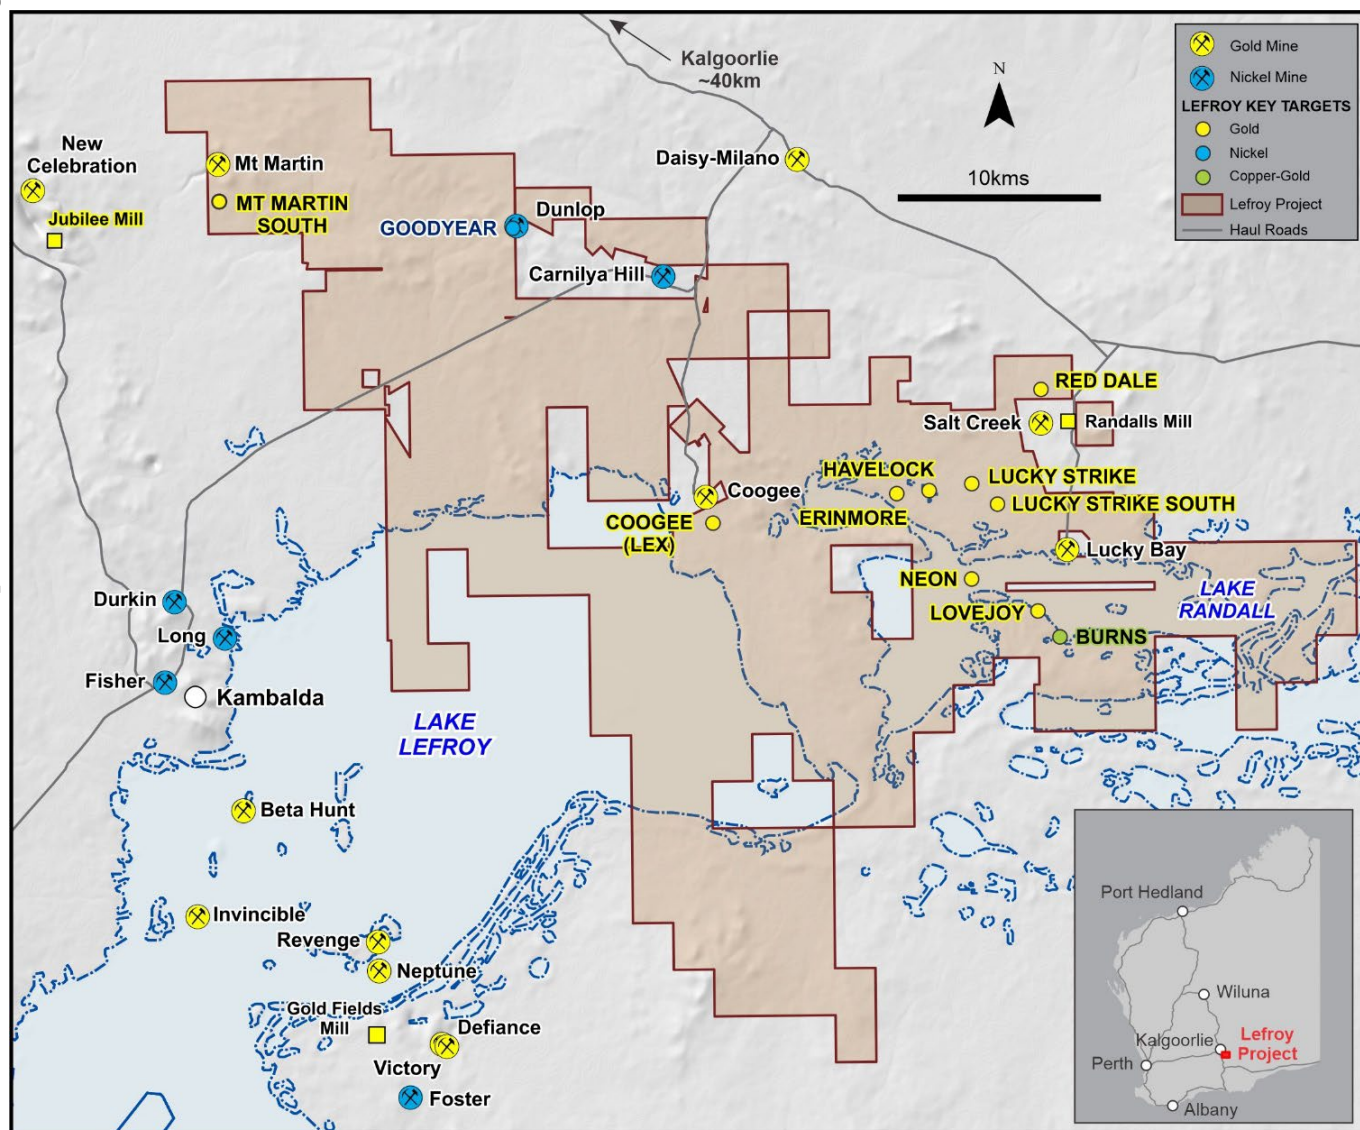 Kalgoorlie
~40km
N
10kms
Gold Mine
Nickel Mine
LEFROY KEY TARGETS
Gold
Nickel
Copper-Gold
Lefroy Project
Haul Roads
New
Celebration
Jubilee Mill
Mt Martin
MT MARTIN
SOUTH
GOODYEAR
Dunlop
Carnilya Hill
Daisy-Milano
RED DALE
Salt Creek
Randalls Mill
HAVELOCK
LUCKY STRIKE
ERINMORE
LUCKY STRIKE SOUTH
Coogee
COOGEE
(LEX)
Lucky Bay
NEON
LAKE
RANDALL
LOVEJOY
BURNS
Durkin
Long
Fisher
Kambalda
LAKE
LEFROY
Beta Hunt
Invincible
Revenge
Neptune
Gold Fields
Mill
Defiance
Victory
Foster
Port Hedland
Wiluna
Kalgoorlie
Lefroy
Project
Perth
Albany